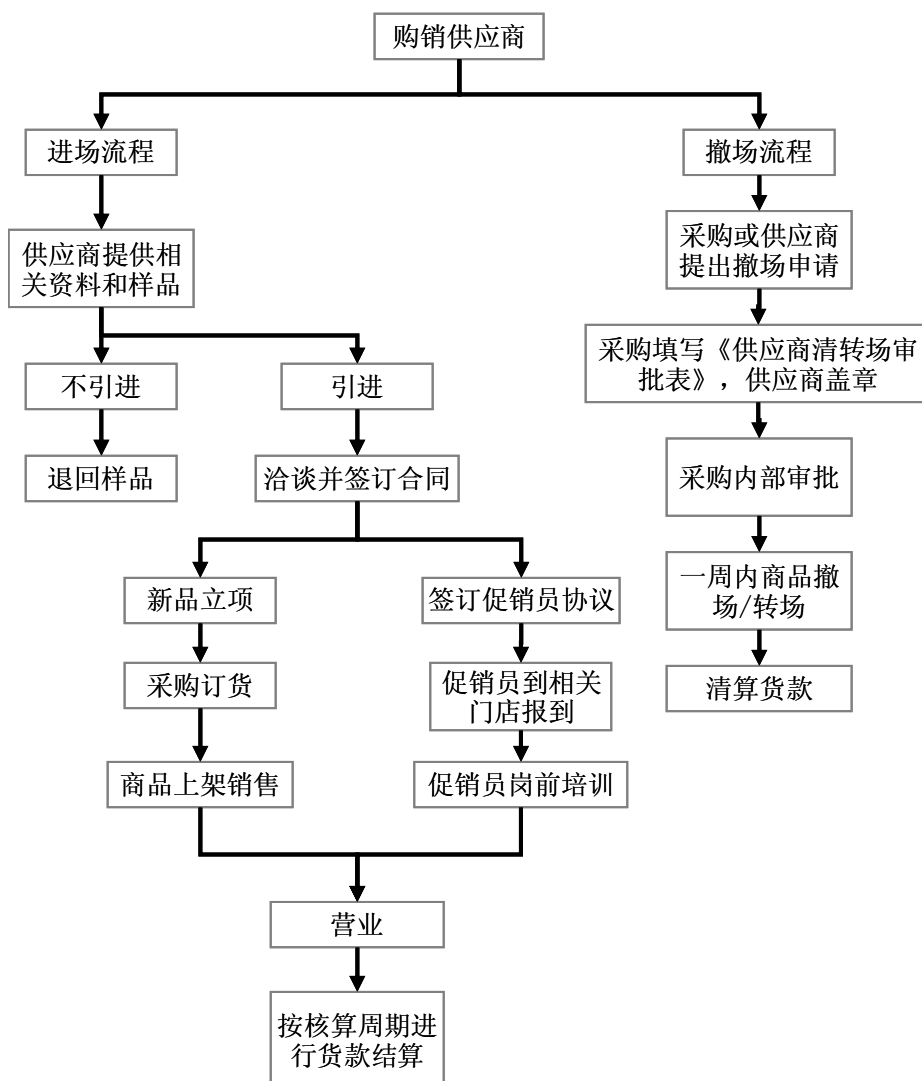 购销供应商
进场流程
撤场流程
供应商提供相
关资料和样品
采购或供应商
提出撤场申请
不引进
引进
采购填写《供应商清转场审
批表》，供应商盖章
退回样品
洽谈并签订合同
采购内部审批
新品立项
签订促销员协议
一周内商品撤
场/转场
采购订货
促销员到相关
门店报到
清算货款
商品上架销售
促销员岗前培训
营业
按核算周期进
行货款结算